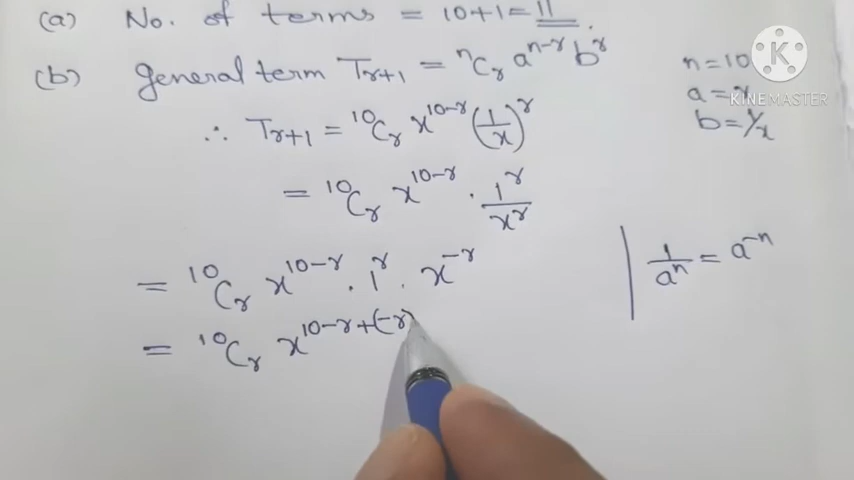 (a) No. of terms = 10+1 = 11.
(b) General term Tᵣ₊₁ = ⁿCᵣ aⁿ⁻ʳ bʳ
n = 10
a = x
b = 1/x
∴ Tᵣ₊₁ = ¹⁰Cᵣ x¹⁰⁻ʳ (1/x)ʳ
= ¹⁰Cᵣ x¹⁰⁻ʳ . 1ʳ/xʳ
= ¹⁰Cᵣ x¹⁰⁻ʳ . 1ʳ . x⁻ʳ
| 1/aⁿ = a⁻ⁿ
= ¹⁰Cᵣ x¹⁰⁻ʳ⁺⁽⁻ʳ⁾
K
KINEMASTER